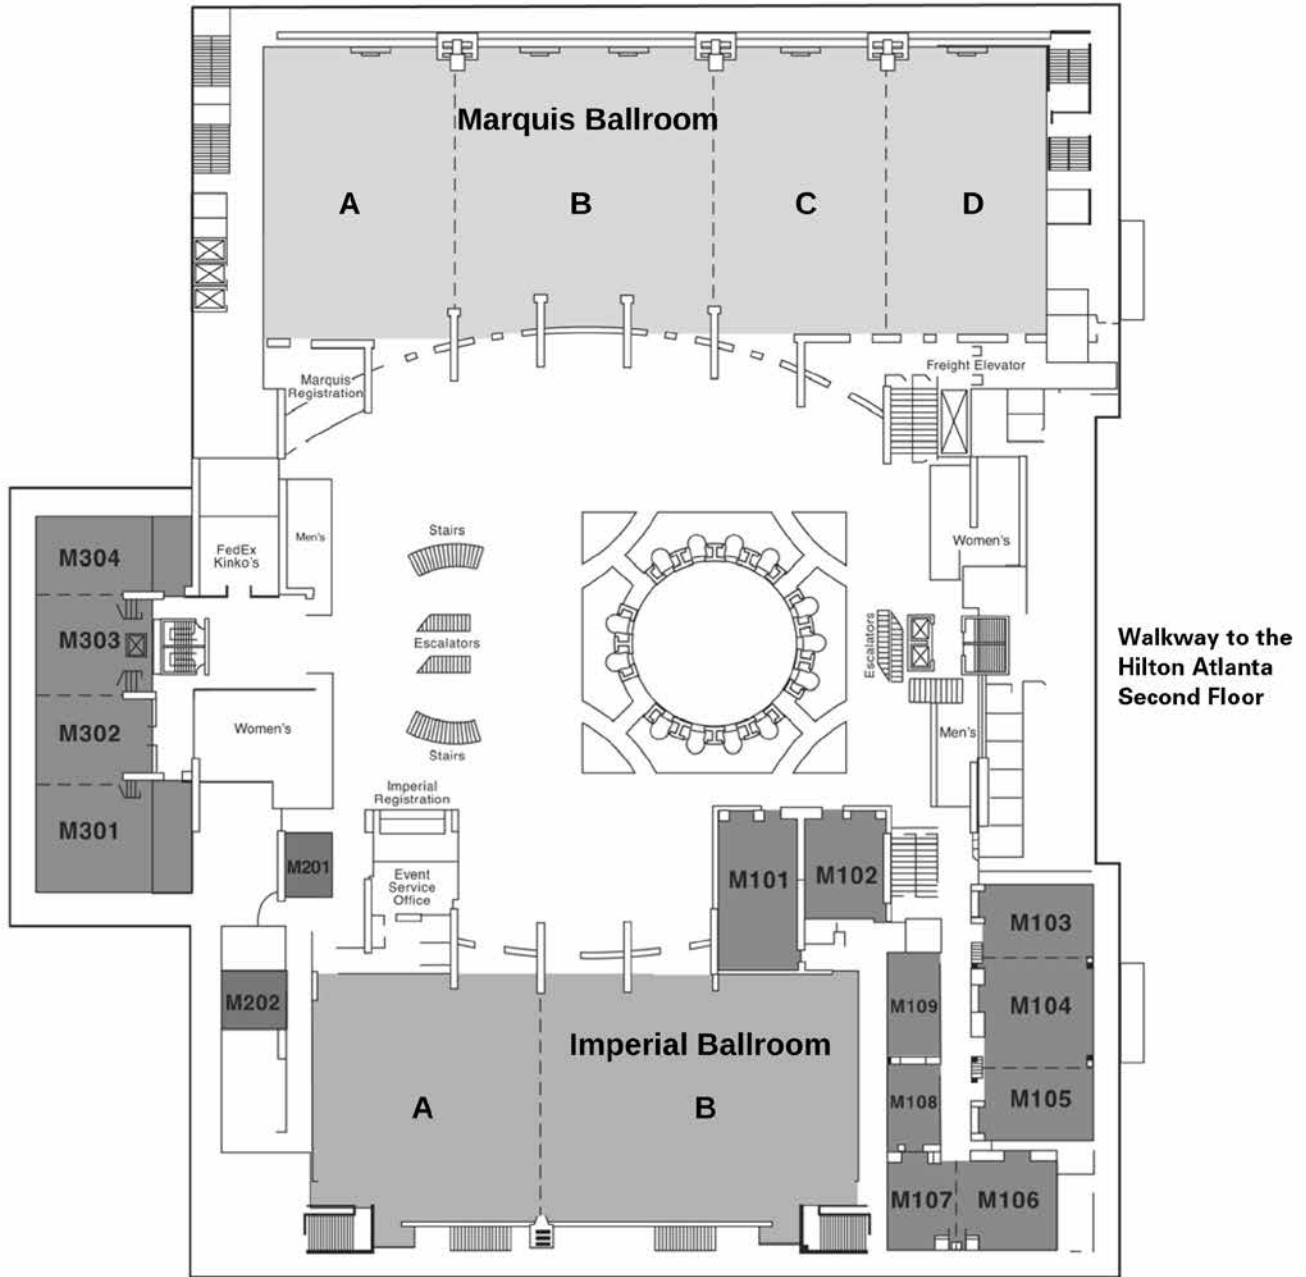 Marquis Ballroom
A
B
C
D
Marquis
Registration
Freight Elevator
M304
M303
M302
M301
FedEx
Kinko's
Men's
Women's
Stairs
Escalators
Stairs
Escalators
Women's
Men's
Walkway to the
Hilton Atlanta
Second Floor
Imperial
Registration
Event
Service
Office
M201
M202
M101
M102
M103
M104
M105
M109
M108
M107
M106
Imperial Ballroom
A
B